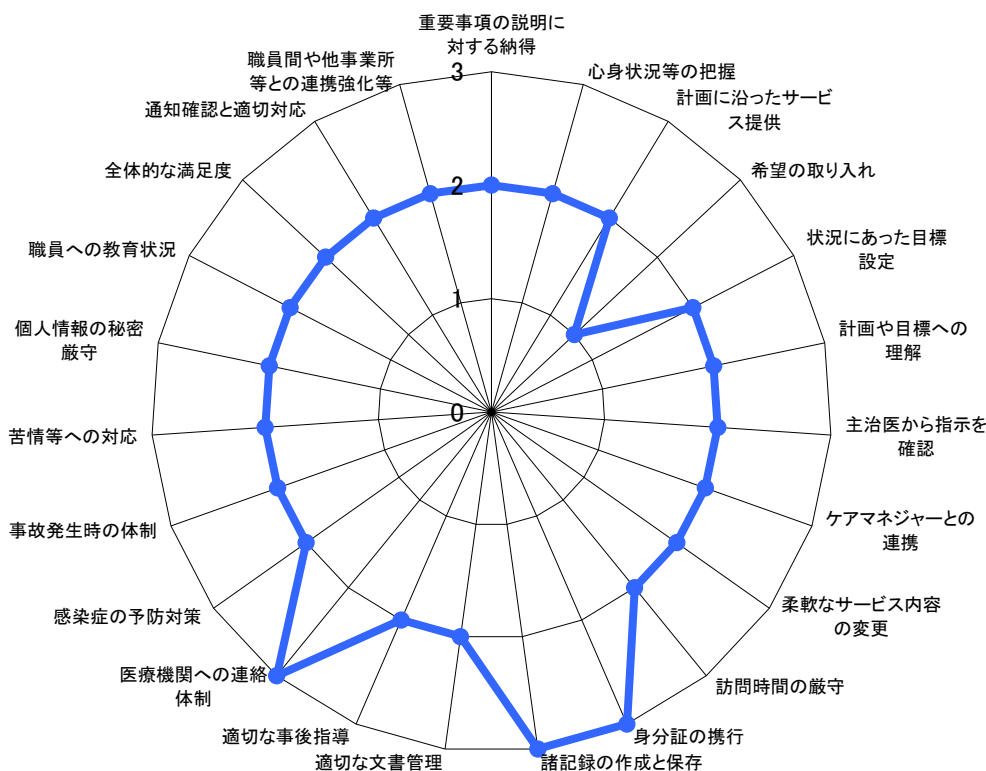 重要事項の説明に
対する納得
心身状況等の把握
計画に沿ったサービ
ス提供
希望の取り入れ
状況にあった目標
設定
計画や目標への
理解
主治医から指示を
確認
ケアマネジャーとの
連携
柔軟なサービス内容
の変更
訪問時間の厳守
身分証の携行
諸記録の作成と保存
適切な文書管理
適切な事後指導
医療機関への連絡
体制
感染症の予防対策
事故発生時の体制
苦情等への対応
個人情報の秘密
厳守
職員への教育状況
全体的な満足度
通知確認と適切対応
職員間や他事業所
等との連携強化等
3
2
1
0